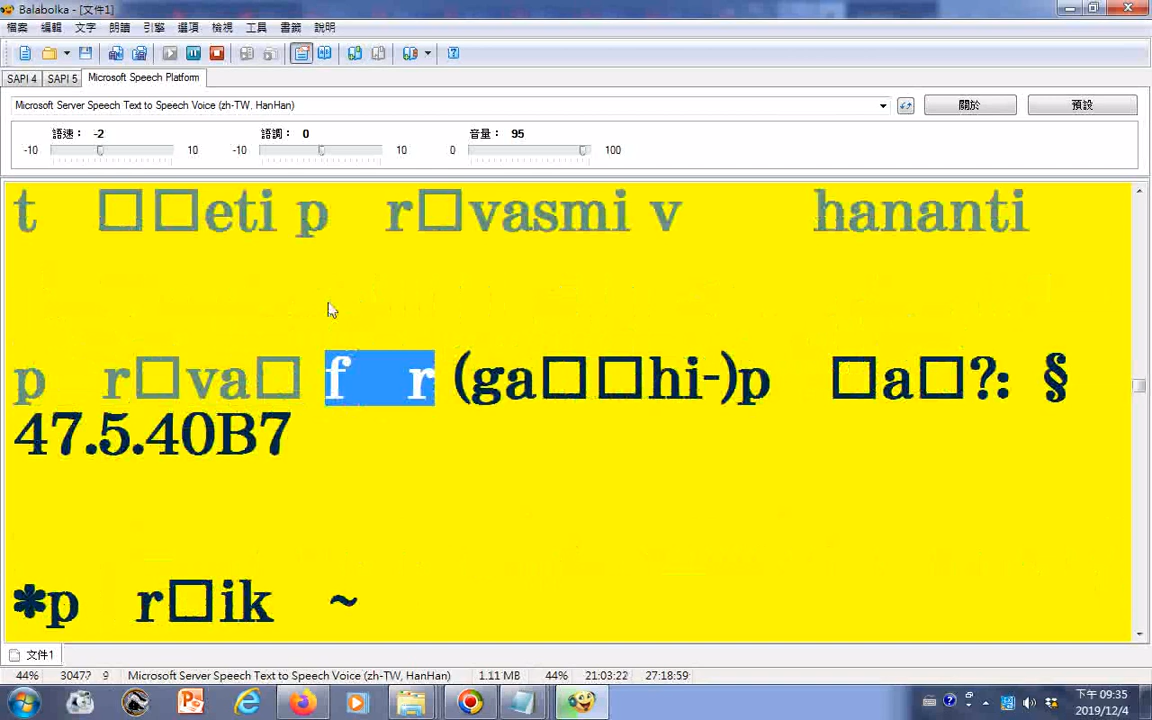 Balabolka - [文件1]
檔案 編輯 文字 朗讀 引擎 選項 檢視 工具 書籤 說明
SAPI 4 SAPI 5 Microsoft Speech Platform
Microsoft Server Speech Text to Speech Voice (zh-TW, HanHan) 關於 預設
語速： -2 語調： 0 音量： 95
-10 10 -10 10 0 100
t □□eti p r□vasmi v hananti
p r□va□ f r (ga□□hi-)p □a□?: §
47.5.40B7
*p r□ik ~
文件1
44% 30477 9 Microsoft Server Speech Text to Speech Voice (zh-TW, HanHan) 1.11 MB 44% 21:03:22 27:18:59
下午 09:35
2019/12/4